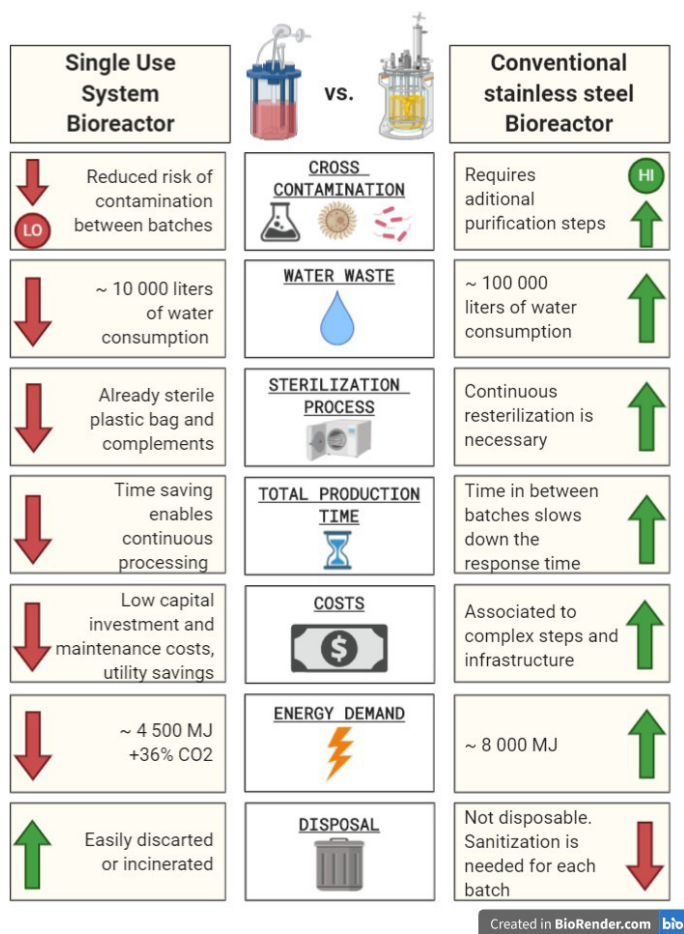 Single Use
System
Bioreactor
vs.
Conventional
stainless steel
Bioreactor
LO
Reduced risk of
contamination
between batches
CROSS
CONTAMINATION
Requires
aditional
purification steps
HI
~ 10 000 liters
of water
consumption
WATER WASTE
~ 100 000
liters of water
consumption
Already sterile
plastic bag and
complements
STERILIZATION
PROCESS
Continuous
resterilization is
necessary
Time saving
enables
continuous
processing
TOTAL PRODUCTION
TIME
Time in between
batches slows
down the
response time
Low capital
investment and
maintenance costs,
utility savings
COSTS
$
Associated to
complex steps and
infrastructure
~ 4 500 MJ
+36% CO2
ENERGY DEMAND
~ 8 000 MJ
Easily discarted
or incinerated
DISPOSAL
Not disposable.
Sanitization is
needed for each
batch
Created in BioRender.com bio